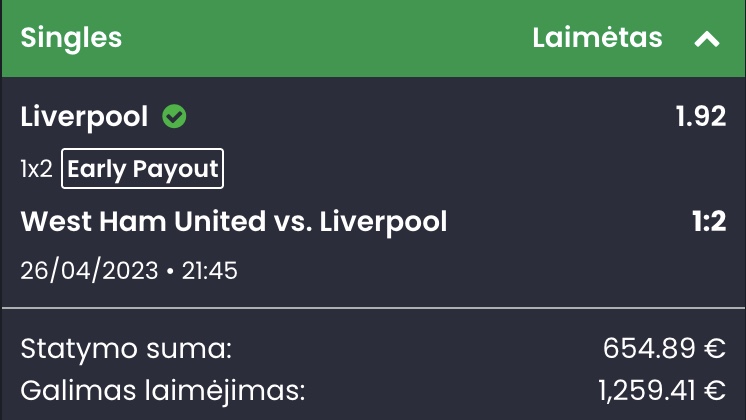 Singles Laimėtas
Liverpool 1.92
1x2 Early Payout
West Ham United vs. Liverpool 1:2
26/04/2023 • 21:45
Statymo suma: 654.89 €
Galimas laimėjimas: 1,259.41 €